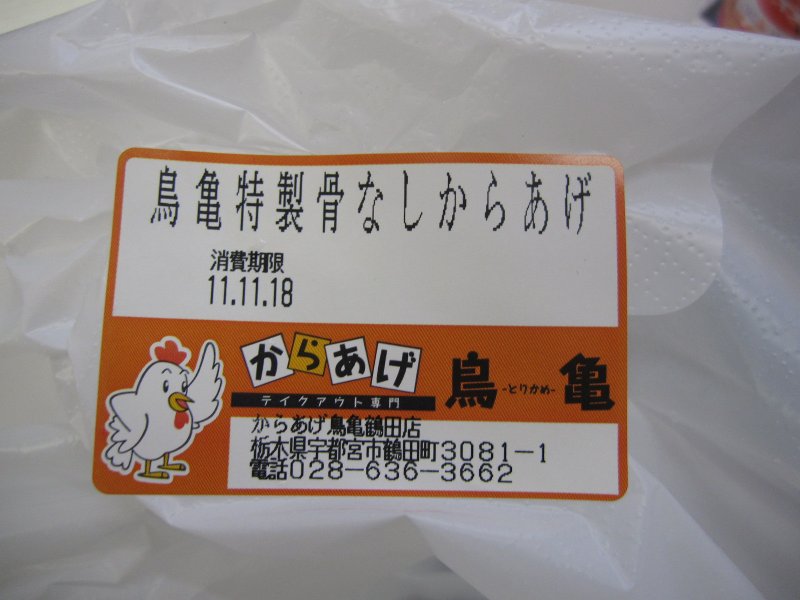 鳥亀特製骨なしからあげ
消費期限
11.11.18
からあげ
テイクアウト専門
鳥亀
-とりかめ-
からあげ鳥亀鶴田店
栃木県宇都宮市鶴田町3081-1
電話028-636-3662